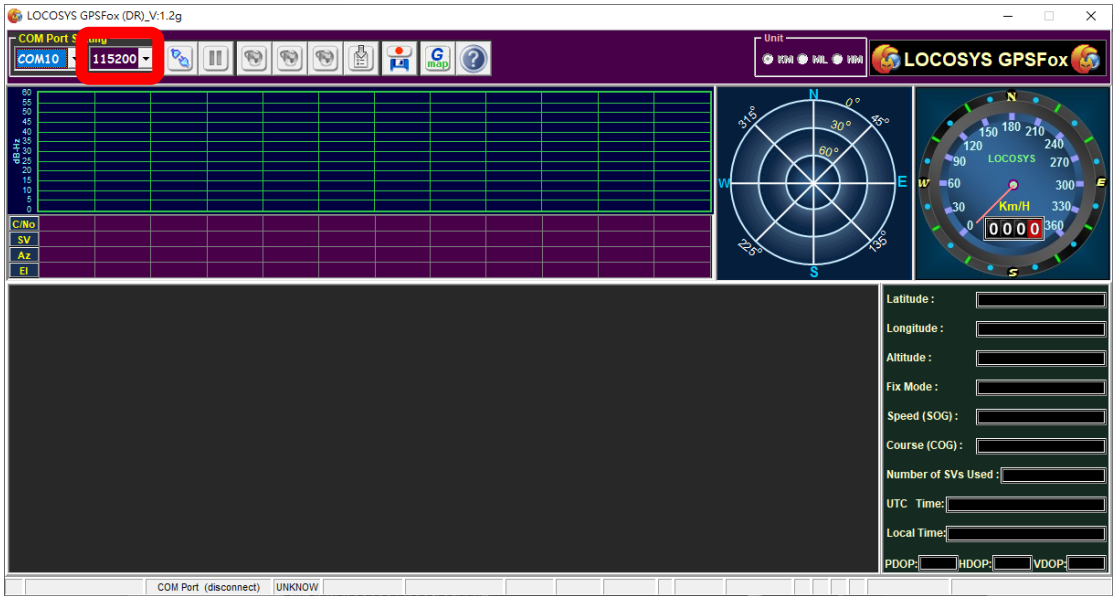 LOCOSYS GPSFox (DR)_V:1.2g
COM Port S
COM10
115200
G
map
?
Unit
KM ML NM
LOCOSYS GPSFox
dB-Hz
60
55
50
45
40
35
30
25
20
15
10
5
0
C/No
SV
Az
El
N
0°
45°
E
135°
S
225°
W
315°
30°
60°
N
E
S
W
0
30
60
90
120
150
180
210
240
270
300
330
360
LOCOSYS
Km/H
0000
Latitude :
Longitude :
Altitude :
Fix Mode :
Speed (SOG) :
Course (COG) :
Number of SVs Used :
UTC Time:
Local Time:
PDOP: HDOP: VDOP:
COM Port (disconnect) UNKNOW